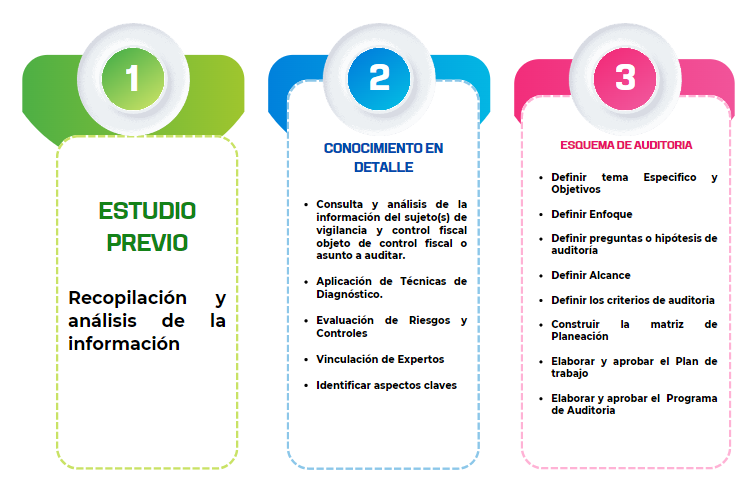 1
ESTUDIO
PREVIO
Recopilación y
análisis de la
información
2
CONOCIMIENTO EN
DETALLE
• Consulta y análisis de la
información del sujeto(s) de
vigilancia y control fiscal
objeto de control fiscal o
asunto a auditar.
• Aplicación de Técnicas de
Diagnóstico.
• Evaluación de Riesgos y
Controles
• Vinculación de Expertos
• Identificar aspectos claves
3
ESQUEMA DE AUDITORIA
• Definir tema Especifico y
Objetivos
• Definir Enfoque
• Definir preguntas o hipótesis de
auditoría
• Definir Alcance
• Definir los criterios de auditoria
• Construir la matriz de
Planeación
• Elaborar y aprobar el Plan de
trabajo
• Elaborar y aprobar el Programa
de Auditoria